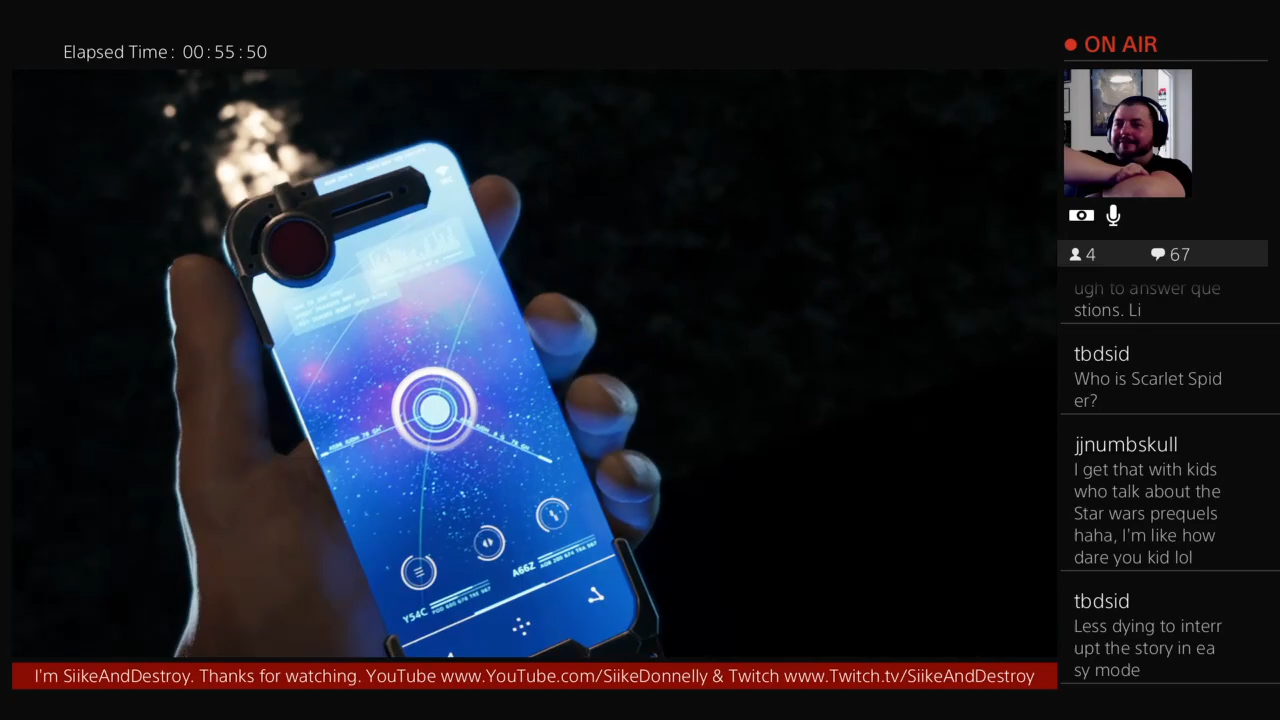 Elapsed Time: 00:55:50
ON AIR
4
67
ugh to answer que
stions. Li
tbdsid
Who is Scarlet Spid
er?
jjnumbskull
I get that with kids
who talk about the
Star wars prequels
haha, I'm like how
dare you kid lol
tbdsid
Less dying to interr
upt the story in ea
sy mode
Y54C
A66Z
I'm SiikeAndDestroy. Thanks for watching. YouTube www.YouTube.com/SiikeDonnelly & Twitch www.Twitch.tv/SiikeAndDestroy